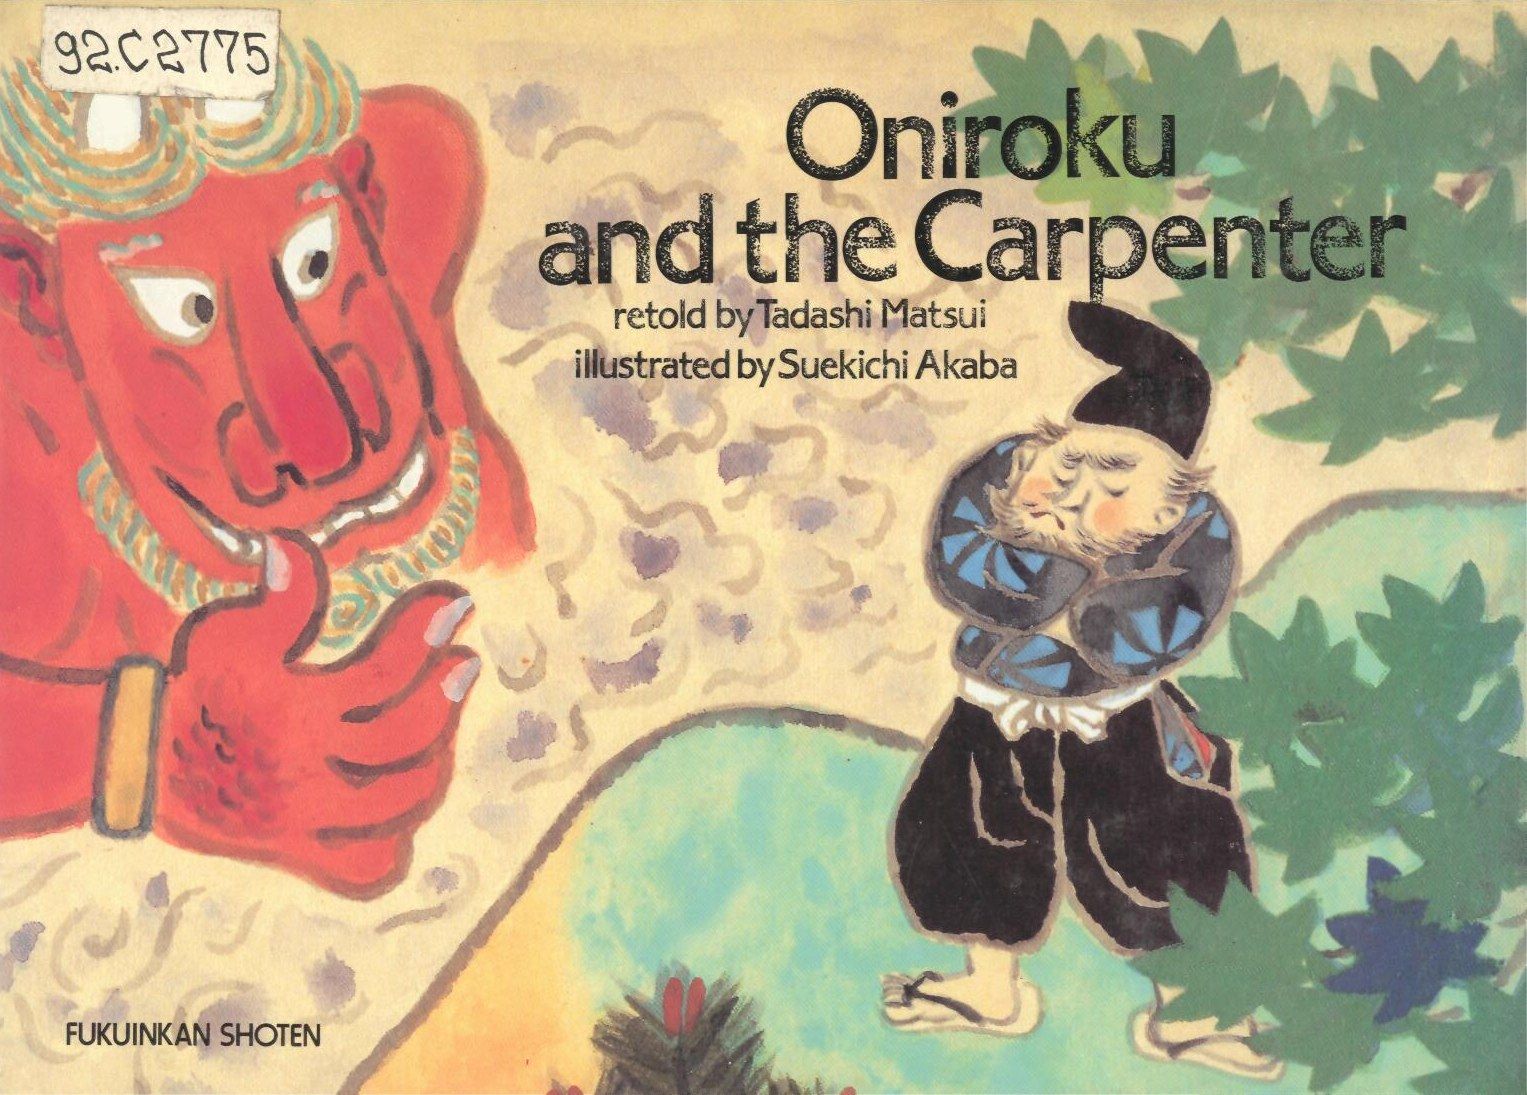 92.C2775
Oniroku
and the Carpenter
retold by Tadashi Matsui
illustrated by Suekichi Akaba
FUKUINKAN SHOTEN